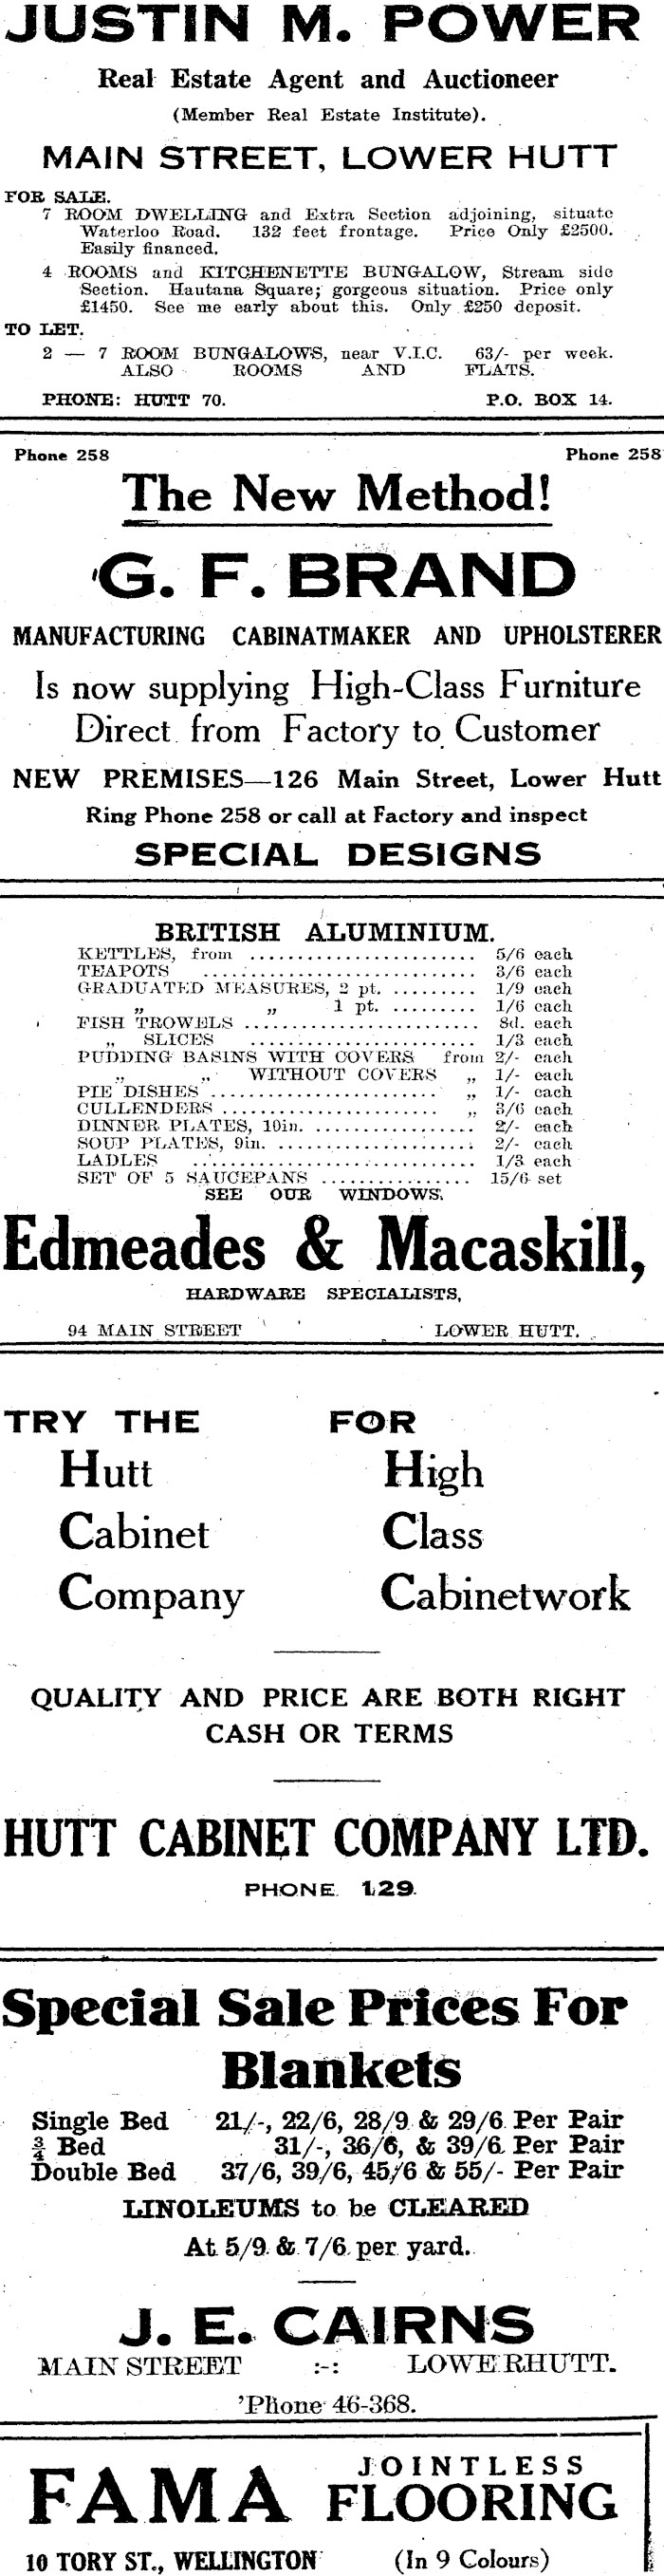 JUSTIN M. POWER
Real Estate Agent and Auctioneer
(Member Real Estate Institute).
MAIN STREET, LOWER HUTT
FOR SALE.
7 ROOM DWELLING and Extra Section adjoining, situate
Waterloo Road. 132 feet frontage. Price Only £2500.
Easily financed.
4 ROOMS and KITCHENETTE BUNGALOW, Stream side
Section. Hautana Square; gorgeous situation. Price only
£1450. See me early about this. Only £250 deposit.
TO LET.
2 — 7 ROOM BUNGALOWS, near V.I.C. 63/- per week.
ALSO ROOMS AND FLATS.
PHONE: HUTT 70. P.O. BOX 14.
Phone 258 Phone 258
The New Method!
G. F. BRAND
MANUFACTURING CABINATMAKER AND UPHOLSTERER
Is now supplying High-Class Furniture
Direct from Factory to Customer
NEW PREMISES—126 Main Street, Lower Hutt
Ring Phone 258 or call at Factory and inspect
SPECIAL DESIGNS
BRITISH ALUMINIUM.
KETTLES, from ........................ 5/6 each
TEAPOTS ............................. 3/6 each
GRADUATED MEASURES, 2 pt. ......... 1/9 each
„ „ 1 pt. ......... 1/6 each
FISH TROWELS ......................... 8d. each
„ SLICES ........................ 1/3 each
PUDDING BASINS WITH COVERS from 2/- each
„ „ WITHOUT COVERS „ 1/- each
PIE DISHES ........................ „ 1/- each
CULLENDERS ....................... „ 3/6 each
DINNER PLATES, 10in. ................. 2/- each
SOUP PLATES, 9in. ..................... 2/- each
LADLES .............................. 1/3 each
SET OF 5 SAUCEPANS ................ 15/6 set
SEE OUR WINDOWS.
Edmeades & Macaskill,
HARDWARE SPECIALISTS,
94 MAIN STREET LOWER HUTT.
TRY THE FOR
Hutt High
Cabinet Class
Company Cabinetwork
QUALITY AND PRICE ARE BOTH RIGHT
CASH OR TERMS
HUTT CABINET COMPANY LTD.
PHONE 129.
Special Sale Prices For
Blankets
Single Bed 21/-, 22/6, 28/9 & 29/6 Per Pair
¾ Bed 31/-, 36/6, & 39/6 Per Pair
Double Bed 37/6, 39/6, 45/6 & 55/- Per Pair
LINOLEUMS to be CLEARED
At 5/9 & 7/6 per yard.
J. E. CAIRNS
MAIN STREET :-: LOWERHUTT.
'Phone 46-368.
FAMA JOINTLESS
FLOORING
10 TORY ST., WELLINGTON (In 9 Colours)